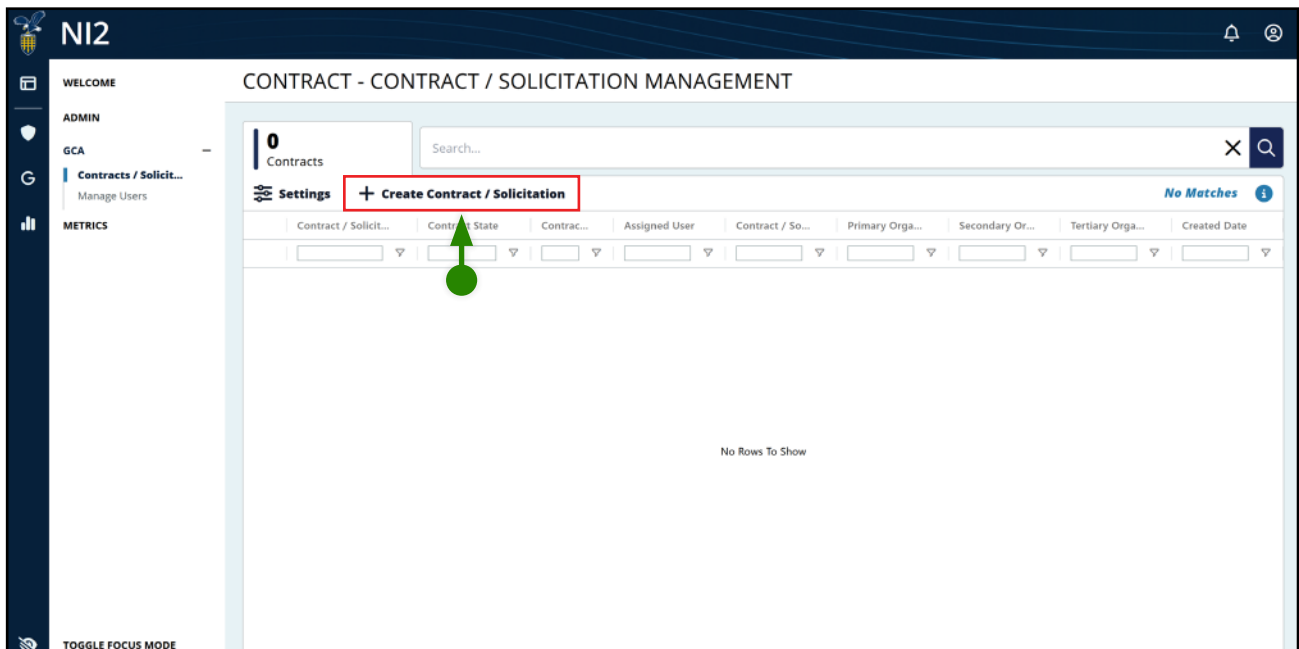 NI2
WELCOME
ADMIN
GCA
Contracts / Solicit...
Manage Users
METRICS
TOGGLE FOCUS MODE
CONTRACT - CONTRACT / SOLICITATION MANAGEMENT
0
Contracts
Search...
Settings
+ Create Contract / Solicitation
No Matches
Contract / Solicit... Contract State Contrac... Assigned User Contract / So... Primary Orga... Secondary Or... Tertiary Orga... Created Date
No Rows To Show